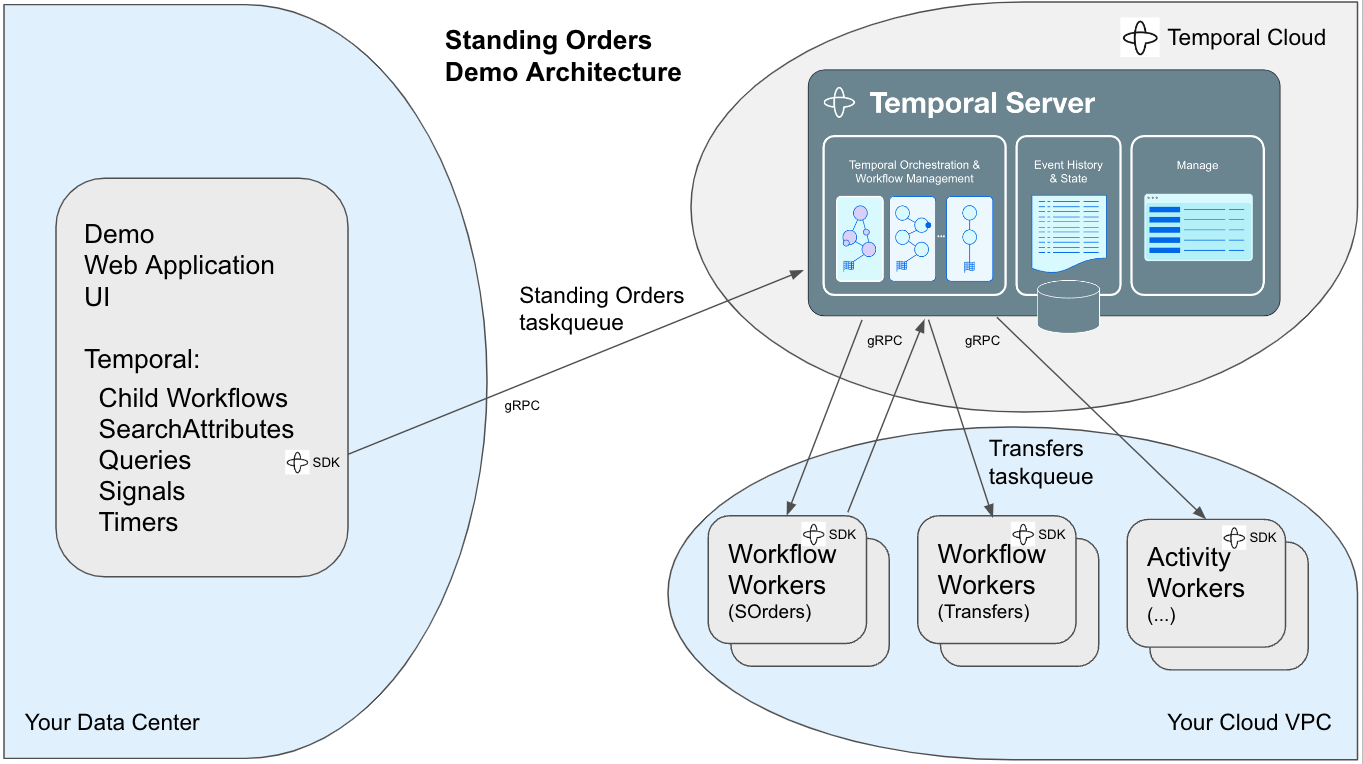 Standing Orders
Demo Architecture
Temporal Cloud
Temporal Server
Temporal Orchestration &
Workflow Management
Event History
& State
Manage
...
Demo
Web Application
UI
Temporal:
Child Workflows
SearchAttributes
Queries
Signals
Timers
SDK
Standing Orders
taskqueue
gRPC
gRPC
gRPC
Transfers
taskqueue
SDK
Workflow
Workers
(SOrders)
SDK
Workflow
Workers
(Transfers)
SDK
Activity
Workers
(...)
Your Data Center
Your Cloud VPC